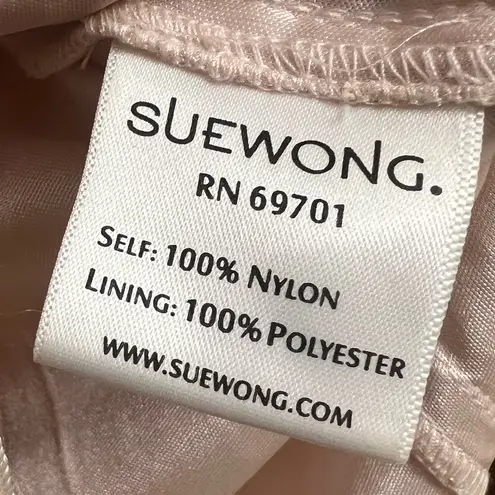 SUEWONG.
RN 69701
SELF: 100% NYLON
LINING: 100% POLYESTER
WWW.SUEWONG.COM